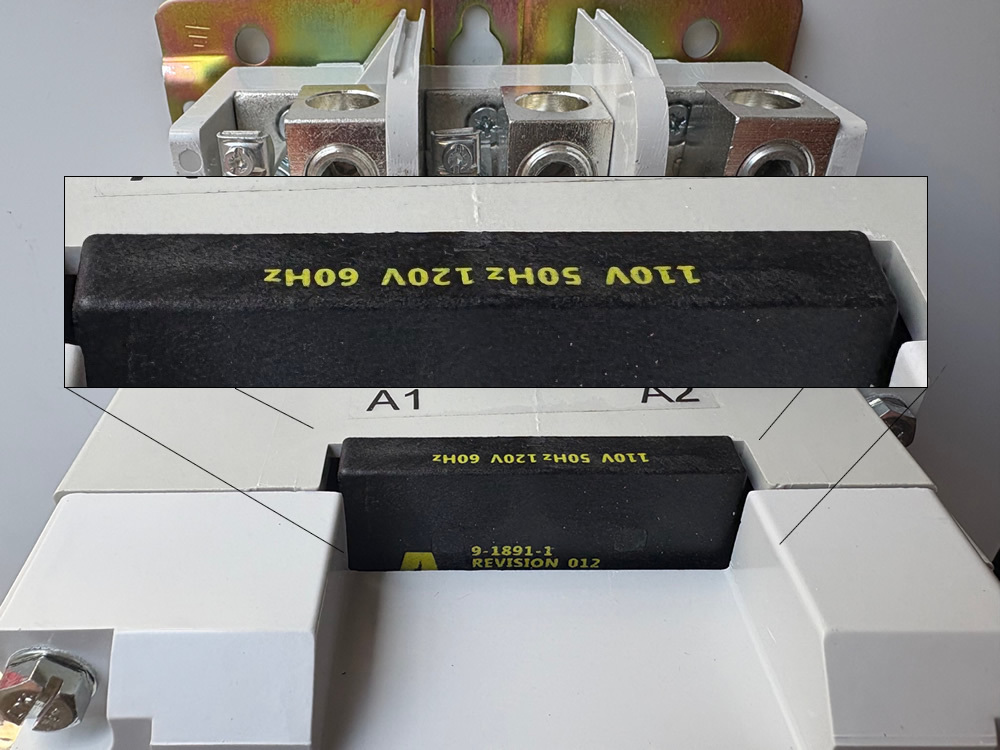 110V 50Hz 120V 60Hz
A1 A2
110V 50Hz 120V 60Hz
9-1891-1
REVISION 012